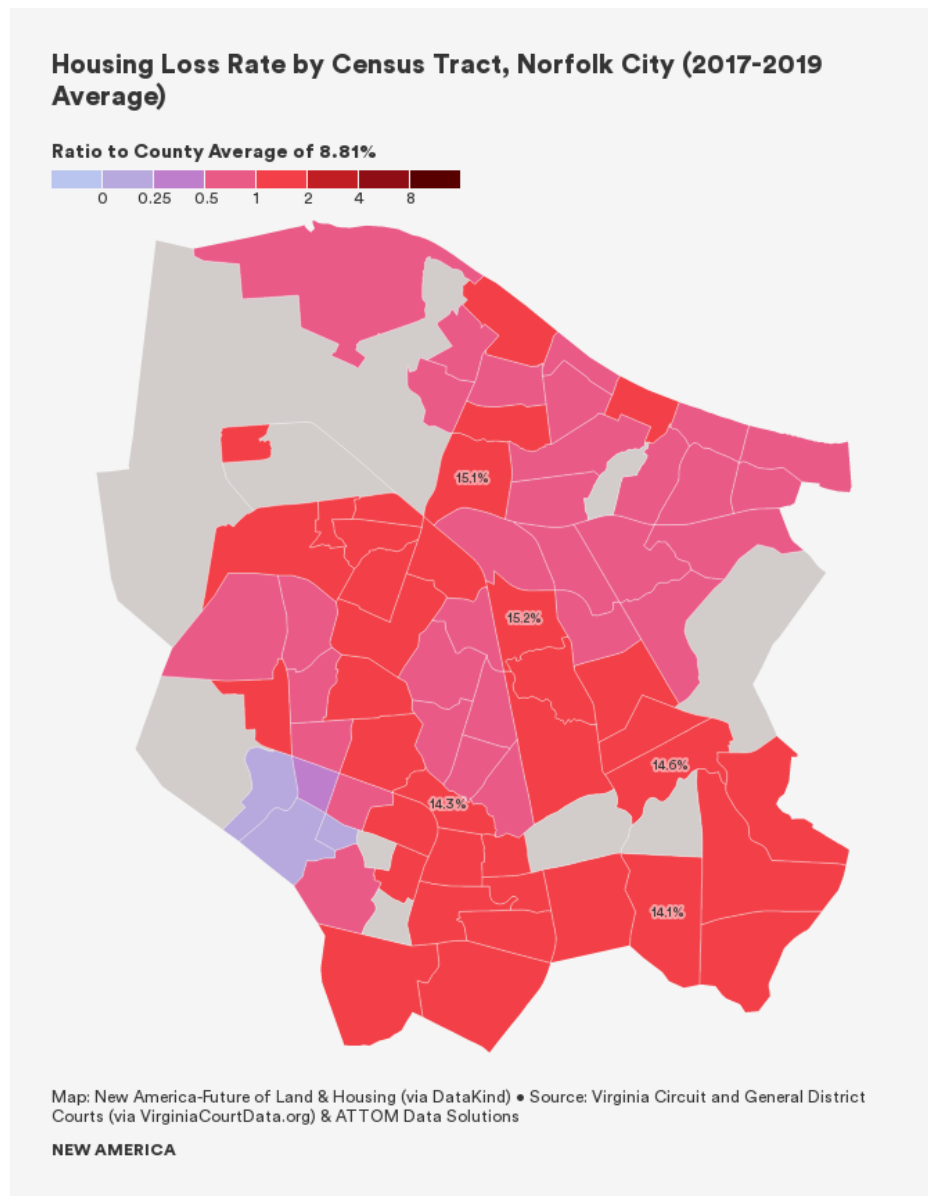 Housing Loss Rate by Census Tract, Norfolk City (2017-2019
Average)
Ratio to County Average of 8.81%
0 0.25 0.5 1 2 4 8
15.1%
15.2%
14.6%
14.3%
14.1%
Map: New America-Future of Land & Housing (via DataKind) • Source: Virginia Circuit and General District
Courts (via VirginiaCourtData.org) & ATTOM Data Solutions
NEW AMERICA